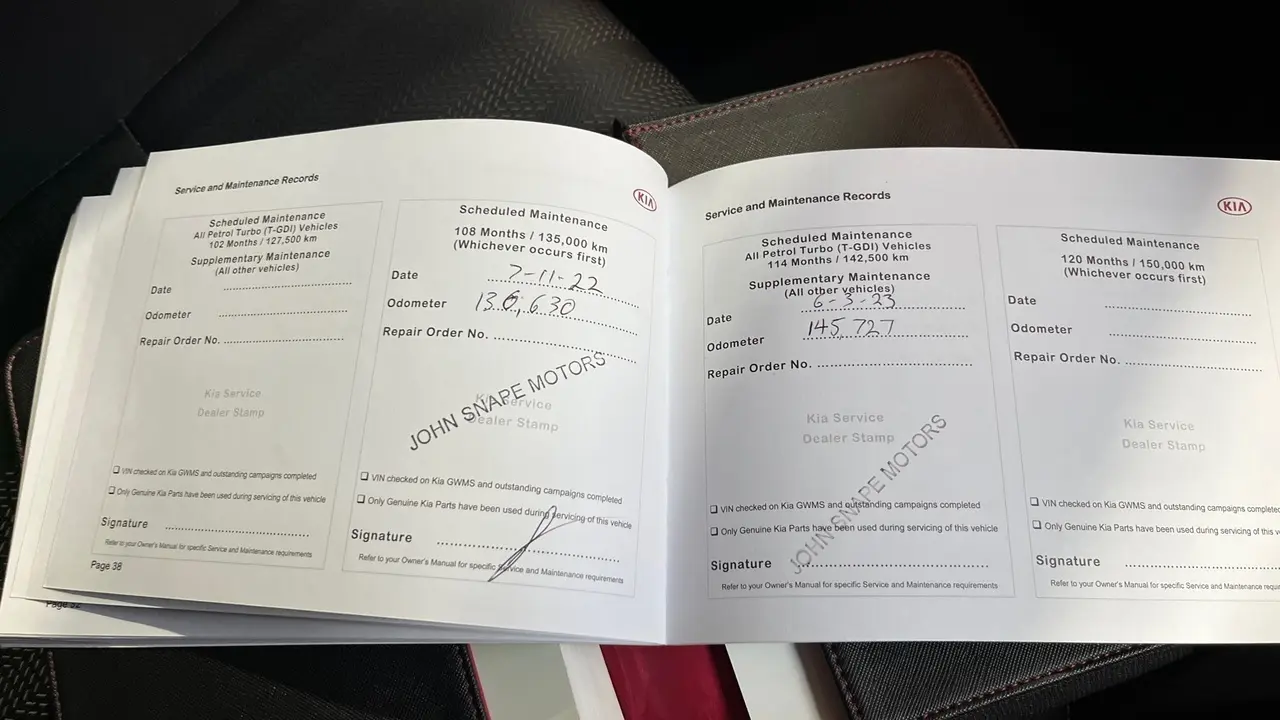 Service and Maintenance Records
KIA
Scheduled Maintenance
All Petrol Turbo (T-GDI) Vehicles
102 Months / 127,500 km
Supplementary Maintenance
(All other vehicles)
Date
Odometer
Repair Order No.
Kia Service
Dealer Stamp
VIN checked on Kia GWMS and outstanding campaigns completed
Only Genuine Kia Parts have been used during servicing of this vehicle
Signature
Refer to your Owner's Manual for specific Service and Maintenance requirements
Page 38
Scheduled Maintenance
108 Months / 135,000 km
(Whichever occurs first)
Date 7-11-22
Odometer 136,630
Repair Order No.
JOHN SNAPE MOTORS
Kia Service
Dealer Stamp
VIN checked on Kia GWMS and outstanding campaigns completed
Only Genuine Kia Parts have been used during servicing of this vehicle
Signature
Refer to your Owner's Manual for specific Service and Maintenance requirements
Service and Maintenance Records
KIA
Scheduled Maintenance
All Petrol Turbo (T-GDI) Vehicles
114 Months / 142,500 km
Supplementary Maintenance
(All other vehicles)
Date 6-3-23
Odometer 145,727
Repair Order No.
Kia Service
Dealer Stamp
JOHN SNAPE MOTORS
VIN checked on Kia GWMS and outstanding campaigns completed
Only Genuine Kia Parts have been used during servicing of this vehicle
Signature
Refer to your Owner's Manual for specific Service and Maintenance requirements
Scheduled Maintenance
120 Months / 150,000 km
(Whichever occurs first)
Date
Odometer
Repair Order No.
Kia Service
Dealer Stamp
VIN checked on Kia GWMS and outstanding campaigns complete
Only Genuine Kia Parts have been used during servicing of this
Signature
Refer to your Owner's Manual for specific Service and Maintenance
Page